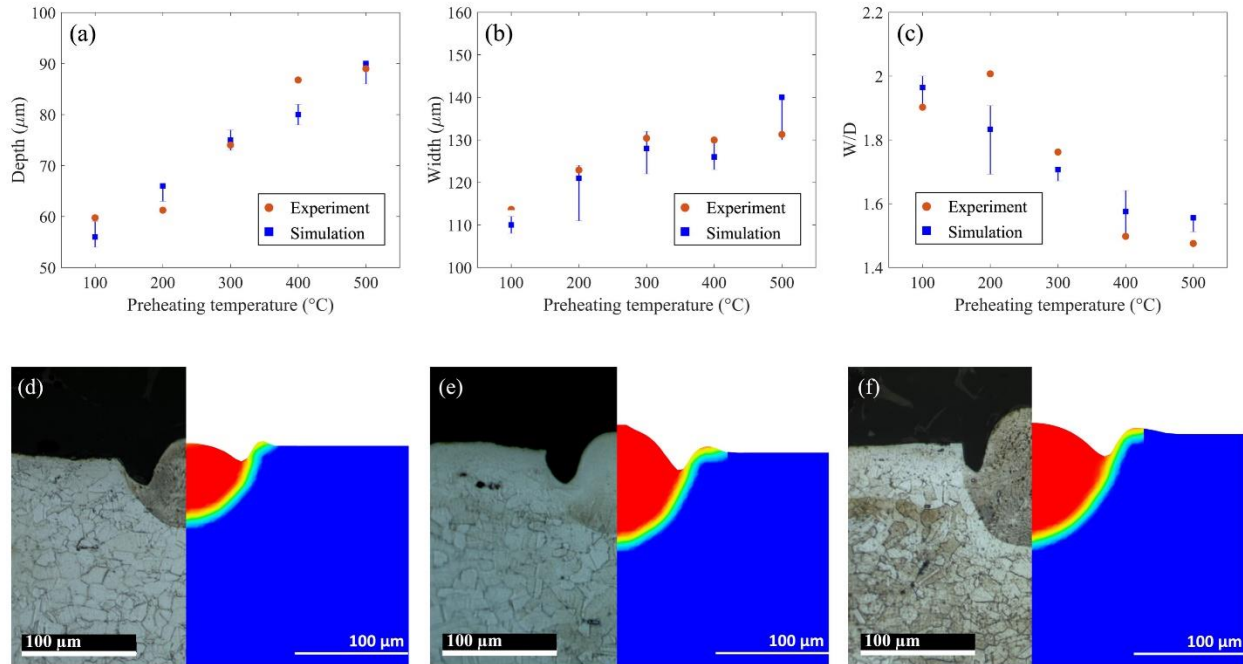 (a)
100
90
80
70
60
50
Depth (μm)
Experiment
Simulation
100 200 300 400 500
Preheating temperature (°C)
(b)
160
150
140
130
120
110
100
Width (μm)
Experiment
Simulation
100 200 300 400 500
Preheating temperature (°C)
(c)
2.2
2
1.8
1.6
1.4
W/D
Experiment
Simulation
100 200 300 400 500
Preheating temperature (°C)
(d)
100 μm
100 μm
(e)
100 μm
100 μm
(f)
100 μm
100 μm